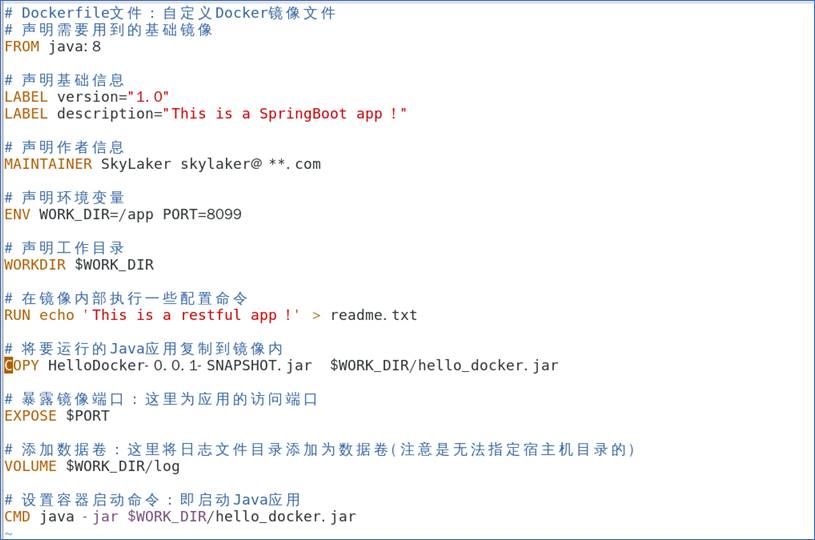 # Dockerfile文件：自定义Docker镜像文件
# 声明需要用到的基础镜像
FROM java:8
# 声明基础信息
LABEL version="1.0"
LABEL description="This is a SpringBoot app !"
# 声明作者信息
MAINTAINER SkyLaker skylaker@**.com
# 声明环境变量
ENV WORK_DIR=/app PORT=8099
# 声明工作目录
WORKDIR $WORK_DIR
# 在镜像内部执行一些配置命令
RUN echo 'This is a restful app !' > readme.txt
# 将要运行的Java应用复制到镜像内
COPY HelloDocker-0.0.1-SNAPSHOT.jar  $WORK_DIR/hello_docker.jar
# 暴露镜像端口：这里为应用的访问端口
EXPOSE $PORT
# 添加数据卷：这里将日志文件目录添加为数据卷(注意是无法指定宿主机目录的)
VOLUME $WORK_DIR/log
# 设置容器启动命令：即启动Java应用
CMD java -jar $WORK_DIR/hello_docker.jar
~